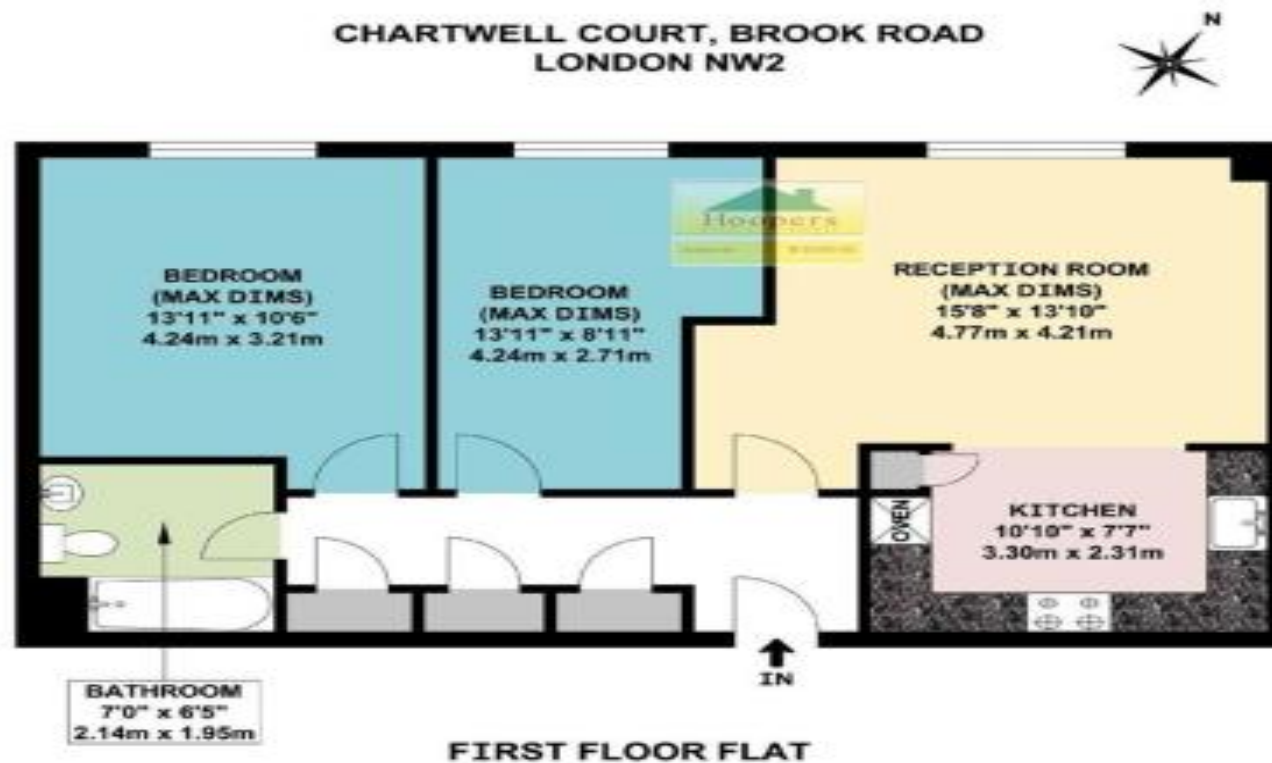 CHARTWELL COURT, BROOK ROAD
LONDON NW2
N
BEDROOM
(MAX DIMS)
13'11" x 10'6"
4.24m x 3.21m
BEDROOM
(MAX DIMS)
13'11" x 8'11"
4.24m x 2.71m
Hoopers
RECEPTION ROOM
(MAX DIMS)
15'8" x 13'10"
4.77m x 4.21m
OVEN
KITCHEN
10'10" x 7'7"
3.30m x 2.31m
IN
BATHROOM
7'0" x 6'5"
2.14m x 1.95m
FIRST FLOOR FLAT